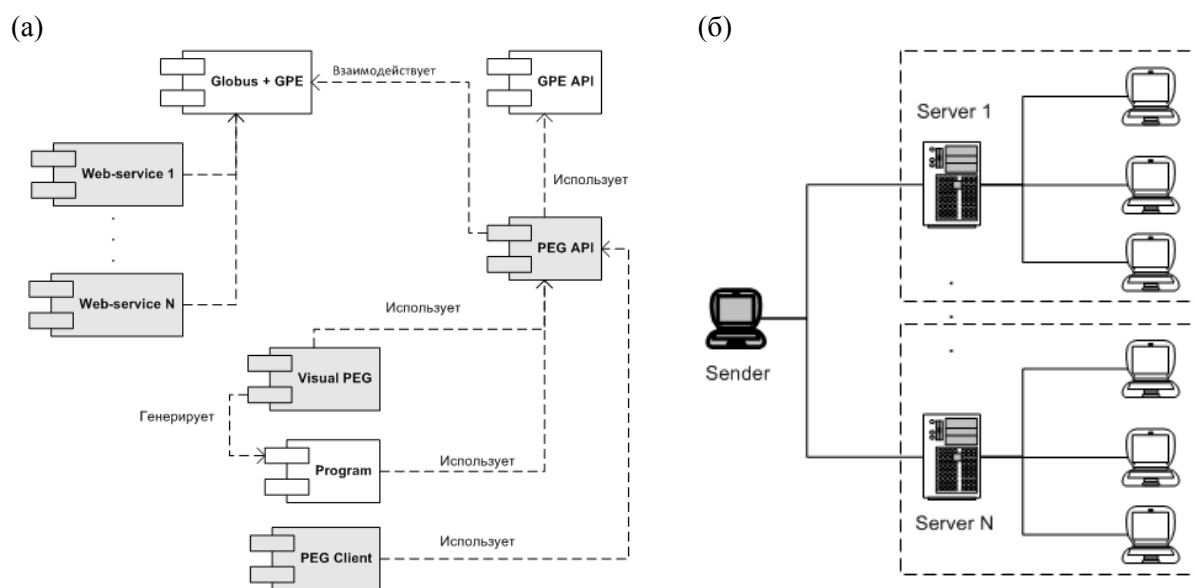 (а)
(б)
Globus + GPE
Взаимодействует
GPE API
Web-service 1
Использует
PEG API
Web-service N
Использует
Visual PEG
Генерирует
Program
Использует
PEG Client
Использует
Server 1
Sender
Server N